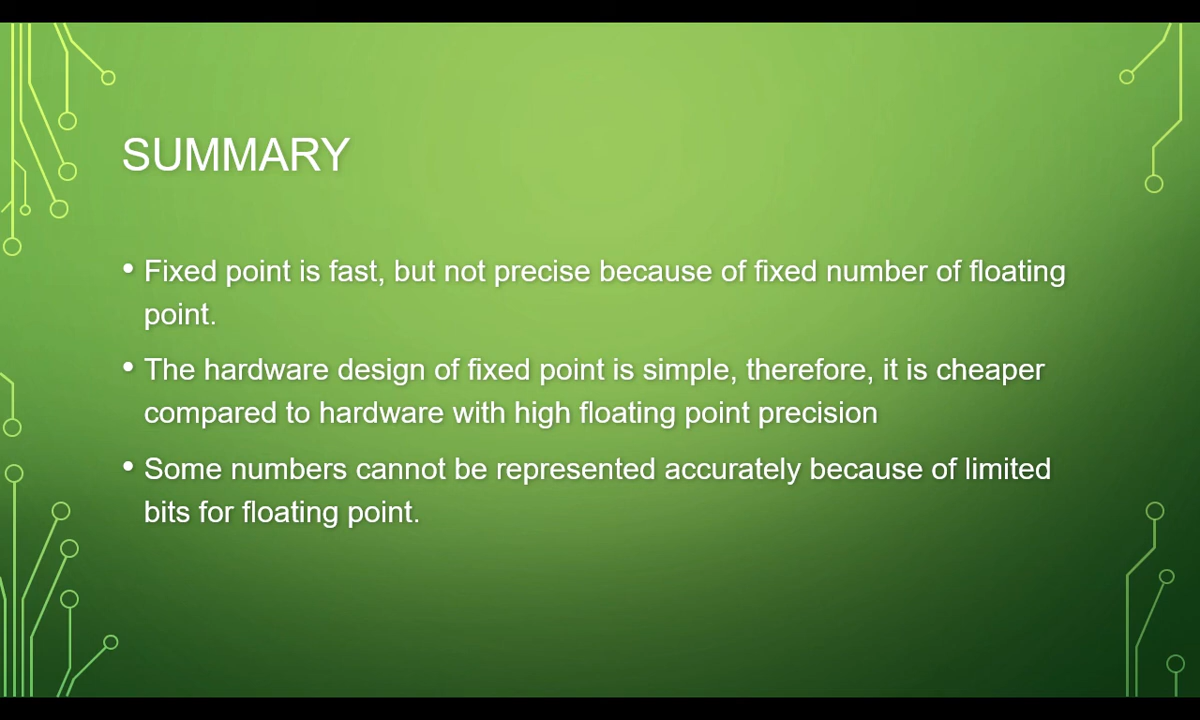 SUMMARY
• Fixed point is fast, but not precise because of fixed number of floating
point.
• The hardware design of fixed point is simple, therefore, it is cheaper
compared to hardware with high floating point precision
• Some numbers cannot be represented accurately because of limited
bits for floating point.